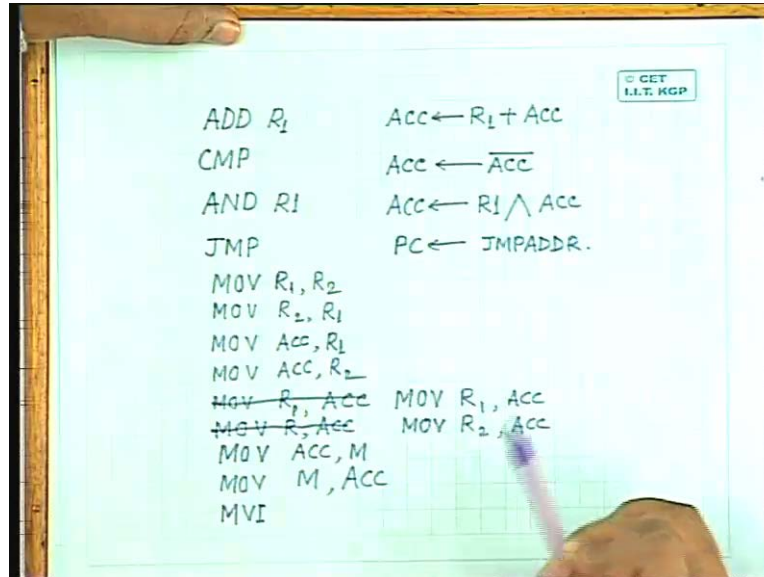 © CET
I.I.T. KGP
ADD R1 ACC ← R1 + ACC
CMP ACC ← A̅C̅C̅
AND R1 ACC ← R1 ∧ ACC
JMP PC ← JMPADDR.
MOV R1, R2
MOV R2, R1
MOV ACC, R1
MOV ACC, R2
MOV R1, ACC MOV R1, ACC
MOV R, ACC MOV R2, ACC
MOV ACC, M
MOV M, ACC
MVI